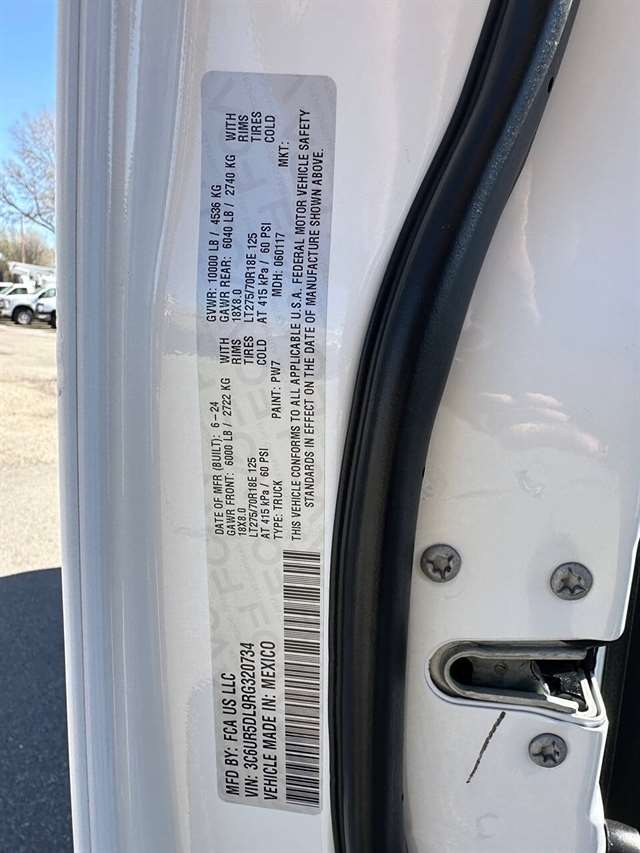 MFD BY: FCA US LLC
VIN: 3C6UR5DL9RG320734
VEHICLE MADE IN: MEXICO
DATE OF MFR (BUILT): 6-24 GVWR: 10000 LB / 4536 KG
GAWR FRONT: 6000 LB / 2722 KG WITH GAWR REAR: 6040 LB / 2740 KG WITH
18X8.0 RIMS 18X8.0 RIMS
LT275/70R18E 125 TIRES LT275/70R18E 125 TIRES
AT 415 kPa / 60 PSI COLD AT 415 kPa / 60 PSI COLD
TYPE: TRUCK PAINT: PW7 MDH: 060117 MKT:
THIS VEHICLE CONFORMS TO ALL APPLICABLE U.S.A. FEDERAL MOTOR VEHICLE SAFETY
STANDARDS IN EFFECT ON THE DATE OF MANUFACTURE SHOWN ABOVE.